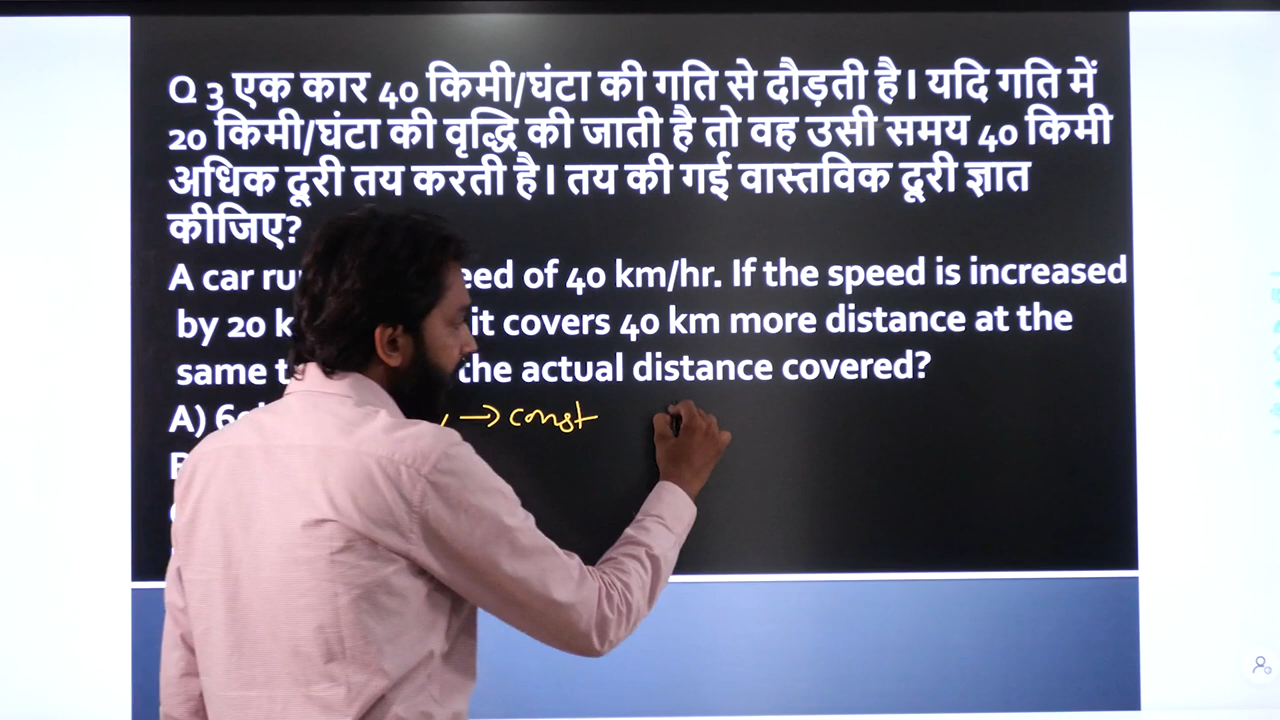 Q 3 एक कार 40 किमी/घंटा की गति से दौड़ती है। यदि गति में
20 किमी/घंटा की वृद्धि की जाती है तो वह उसी समय 40 किमी
अधिक दूरी तय करती है। तय की गई वास्तविक दूरी ज्ञात
कीजिए?
A car eed of 40 km/hr. If the speed is increased
by 20 it covers 40 km more distance at the
same the actual distance covered?
A) → const